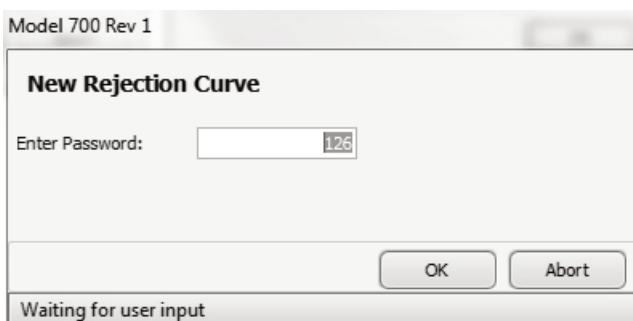 Model 700 Rev 1
New Rejection Curve
Enter Password: 126
OK Abort
Waiting for user input